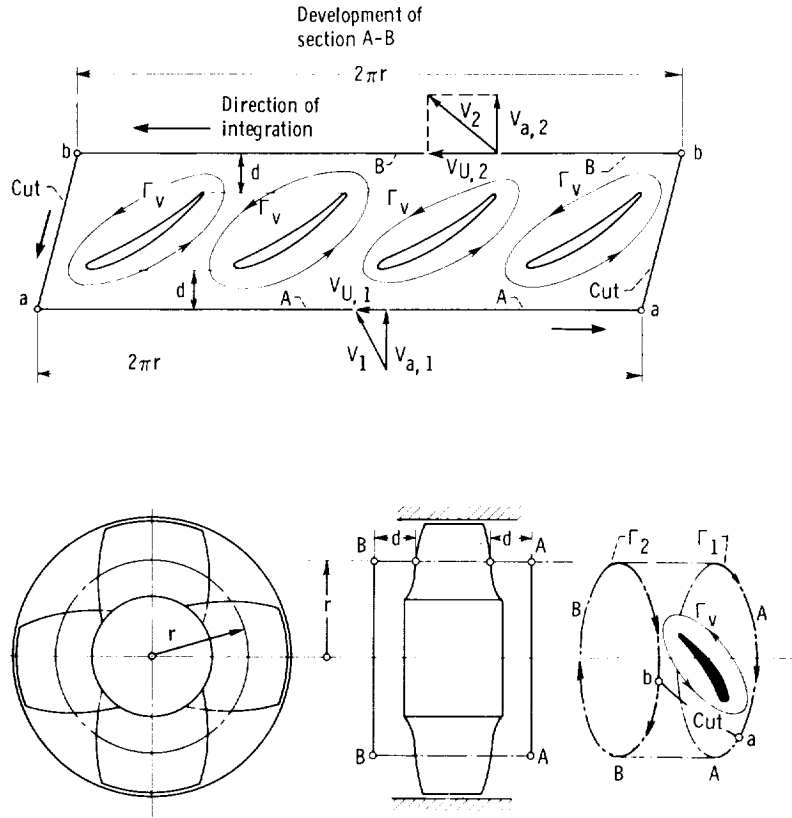 Development of
section A-B
2πr
Direction of
integration
V2
Va,2
b
B
VU,2
B
b
Cut
d
Γv
Γv
Γv
Γv
d
VU,1
a
A
A
Cut
a
V1
Va,1
2πr
B
d
d
A
Γ2
Γ1
r
r
B
Γv
A
b
Cut
a
B
A
B
A